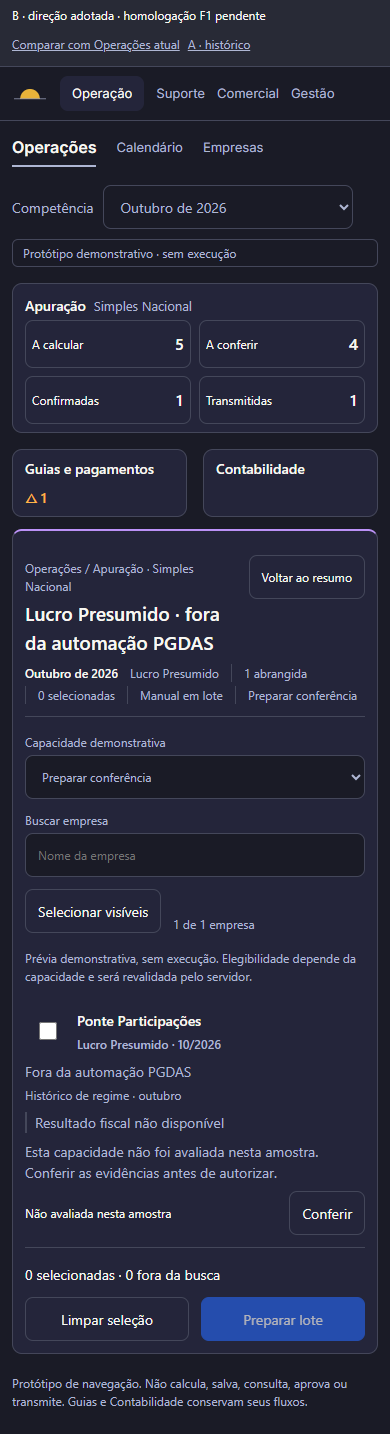 B · direção adotada · homologação F1 pendente
Comparar com Operações atual A · histórico
Operação Suporte Comercial Gestão
Operações Calendário Empresas
Competência Outubro de 2026
Protótipo demonstrativo · sem execução
Apuração Simples Nacional
A calcular 5 A conferir 4
Confirmadas 1 Transmitidas 1
Guias e pagamentos Contabilidade
△ 1
Operações / Apuração · Simples
Nacional
Voltar ao resumo
Lucro Presumido · fora
da automação PGDAS
Outubro de 2026 Lucro Presumido 1 abrangida
0 selecionadas Manual em lote Preparar conferência
Capacidade demonstrativa
Preparar conferência
Buscar empresa
Nome da empresa
Selecionar visíveis 1 de 1 empresa
Prévia demonstrativa, sem execução. Elegibilidade depende da
capacidade e será revalidada pelo servidor.
Ponte Participações
Lucro Presumido · 10/2026
Fora da automação PGDAS
Histórico de regime · outubro
Resultado fiscal não disponível
Esta capacidade não foi avaliada nesta amostra.
Conferir as evidências antes de autorizar.
Não avaliada nesta amostra Conferir
0 selecionadas · 0 fora da busca
Limpar seleção Preparar lote
Protótipo de navegação. Não calcula, salva, consulta, aprova ou
transmite. Guias e Contabilidade conservam seus fluxos.